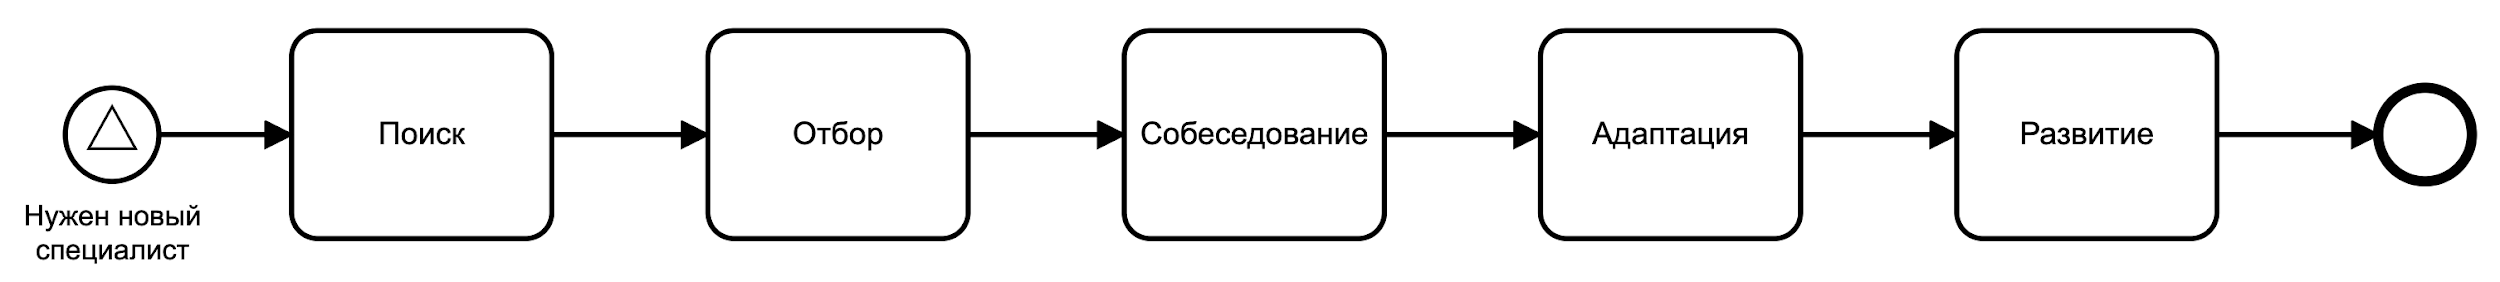 Нужен новый
специалист
Поиск
Отбор
Собеседование
Адаптация
Развитие